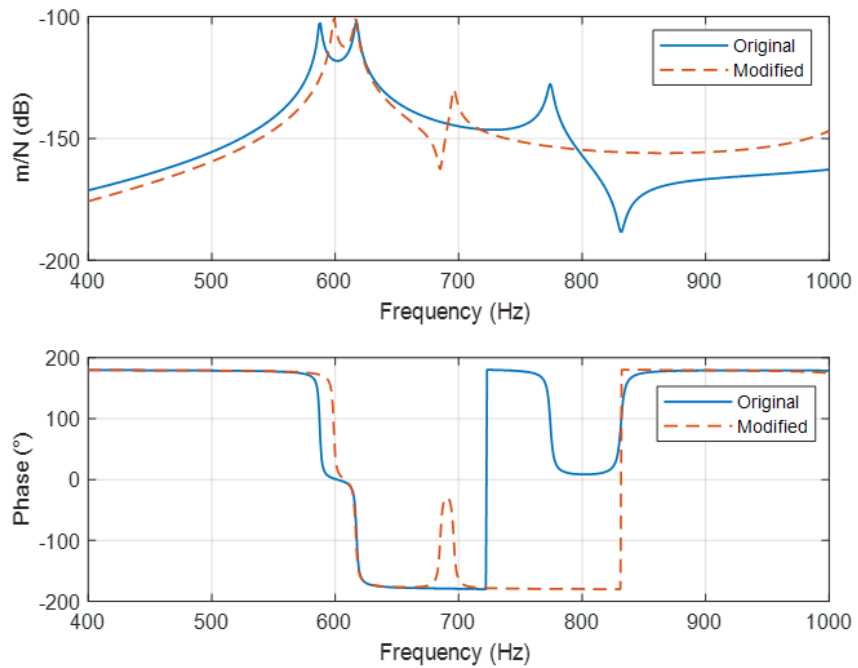 -100
-150
-200
m/N (dB)
400 500 600 700 800 900 1000
Frequency (Hz)
Original
Modified
200
100
0
-100
-200
Phase (°)
400 500 600 700 800 900 1000
Frequency (Hz)
Original
Modified